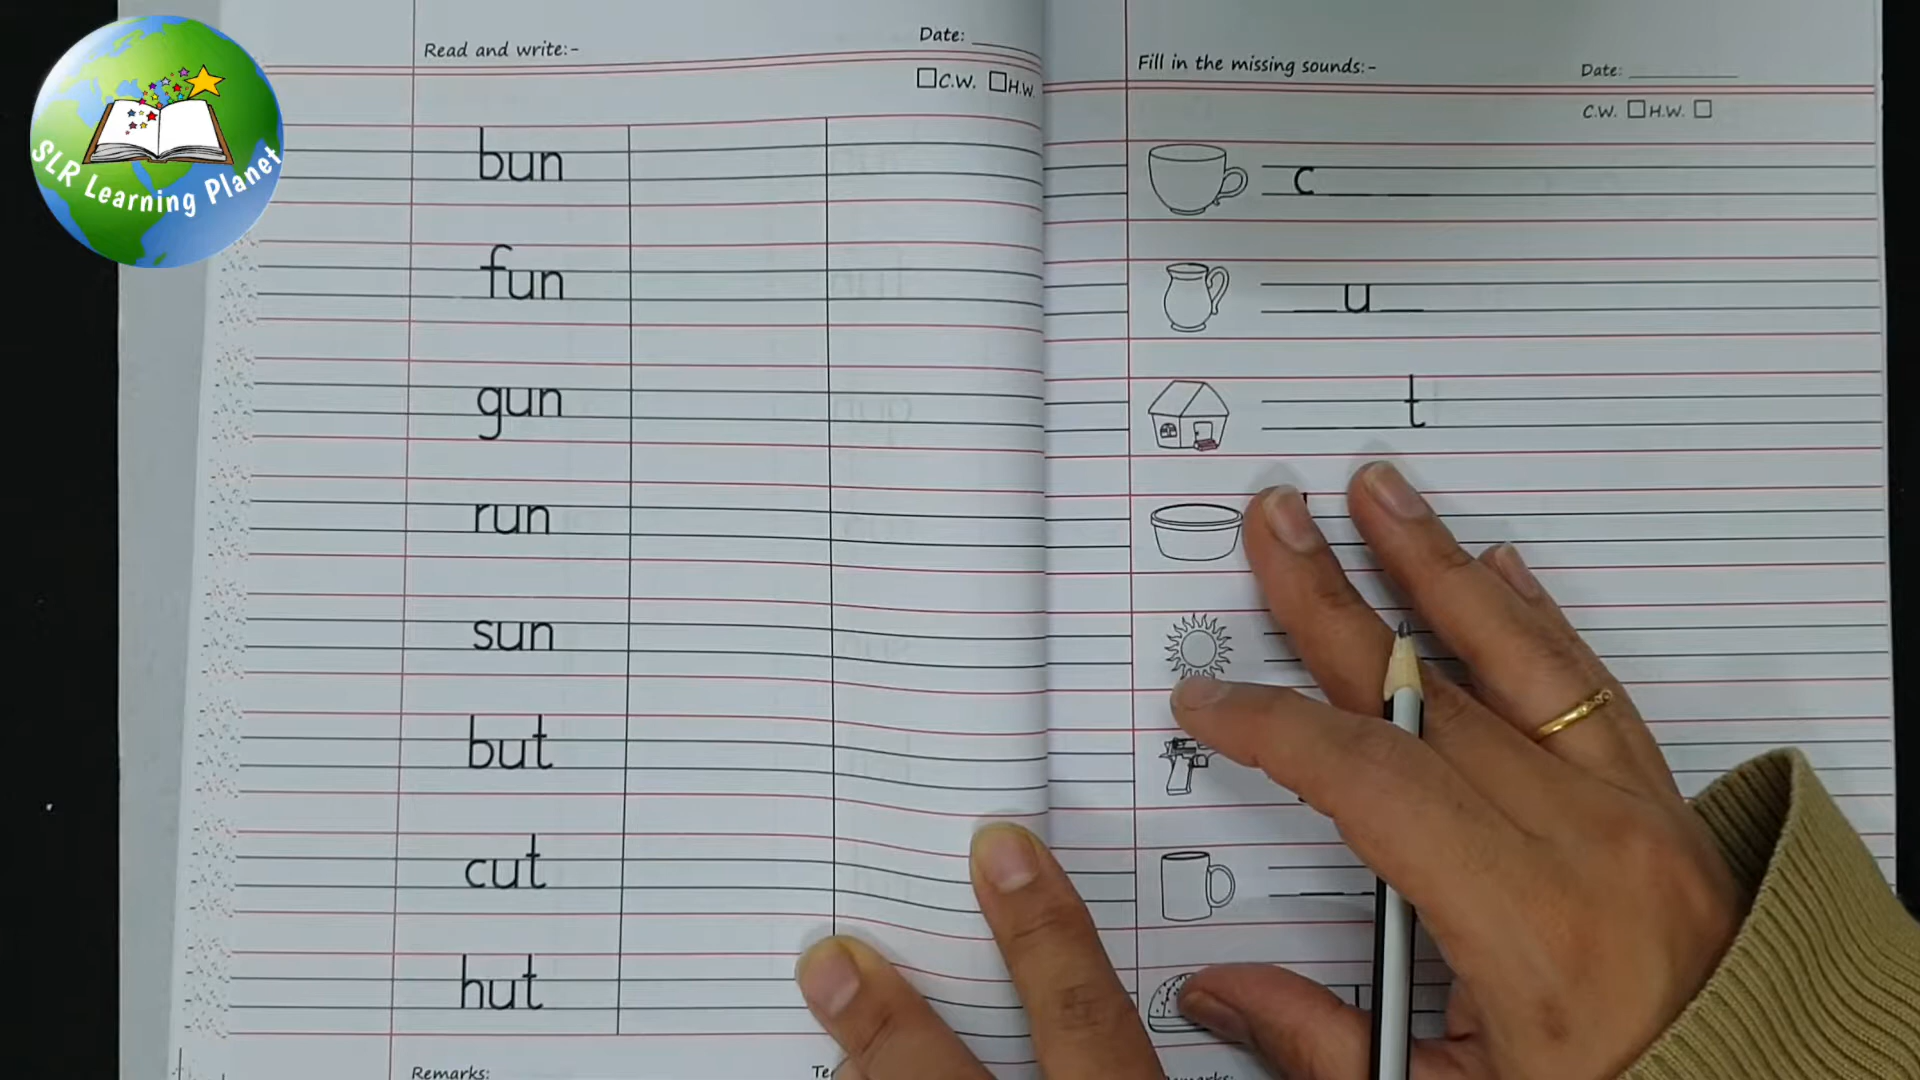 SLR Learning Planet
Read and write:-
Date:
C.W. H.W.
bun
fun
gun
run
sun
but
cut
hut
Remarks:
Fill in the missing sounds:-
Date:
C.W. H.W.
c
u
t